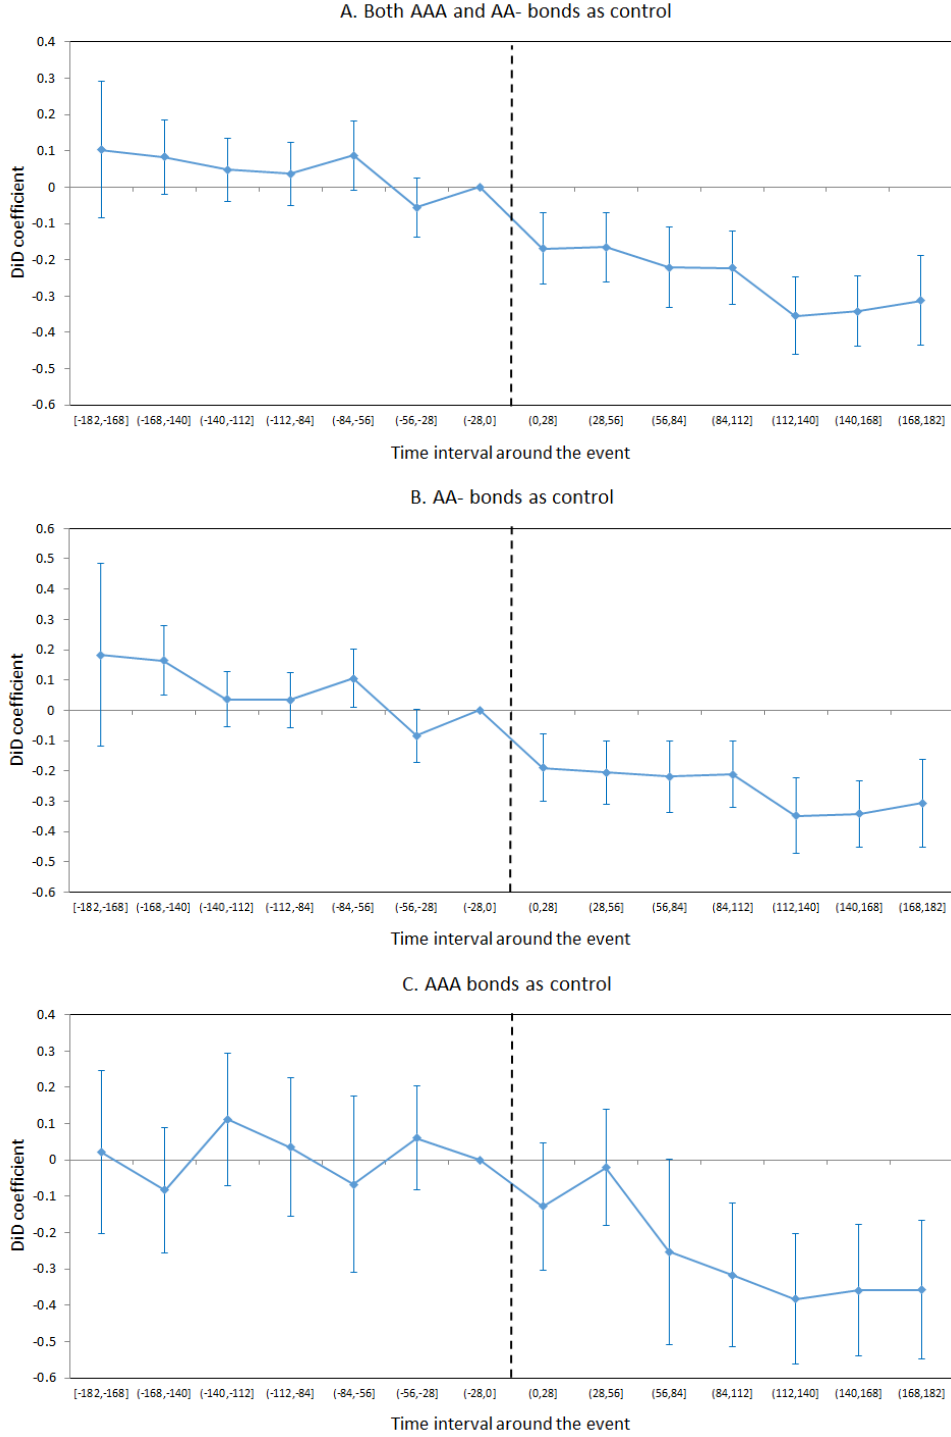 A. Both AAA and AA- bonds as control
0.4
0.3
0.2
0.1
0
-0.1
-0.2
-0.3
-0.4
-0.5
-0.6
DiD coefficient
[-182,-168] (-168,-140] (-140,-112] (-112,-84] (-84,-56] (-56,-28] (-28,0] (0,28] (28,56] (56,84] (84,112] (112,140] (140,168] (168,182]
Time interval around the event
B. AA- bonds as control
0.6
0.5
0.4
0.3
0.2
0.1
0
-0.1
-0.2
-0.3
-0.4
-0.5
-0.6
DiD coefficient
[-182,-168] (-168,-140] (-140,-112] (-112,-84] (-84,-56] (-56,-28] (-28,0] (0,28] (28,56] (56,84] (84,112] (112,140] (140,168] (168,182]
Time interval around the event
C. AAA bonds as control
0.4
0.3
0.2
0.1
0
-0.1
-0.2
-0.3
-0.4
-0.5
-0.6
DiD coefficient
[-182,-168] (-168,-140] (-140,-112] (-112,-84] (-84,-56] (-56,-28] (-28,0] (0,28] (28,56] (56,84] (84,112] (112,140] (140,168] (168,182]
Time interval around the event